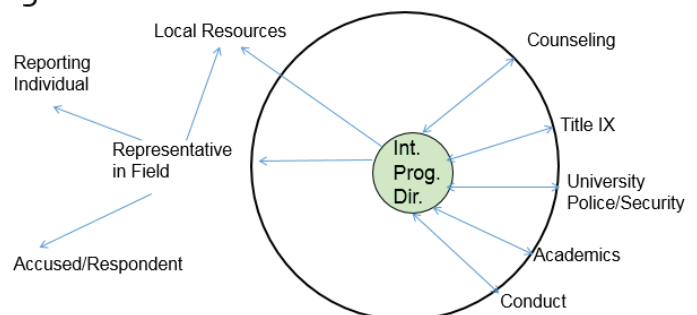 Local Resources
Counseling
Reporting
Individual
Title IX
Representative
in Field
Int.
Prog.
Dir.
University
Police/Security
Accused/Respondent
Academics
Conduct